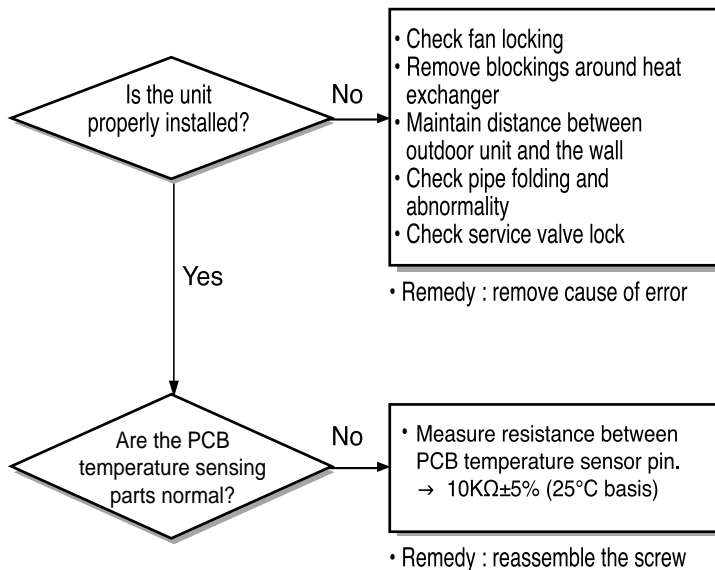 Is the unit
properly installed?
No
• Check fan locking
• Remove blockings around heat
exchanger
• Maintain distance between
outdoor unit and the wall
• Check pipe folding and
abnormality
• Check service valve lock
• Remedy : remove cause of error
Yes
Are the PCB
temperature sensing
parts normal?
No
• Measure resistance between
PCB temperature sensor pin.
→ 10KΩ±5% (25°C basis)
• Remedy : reassemble the screw